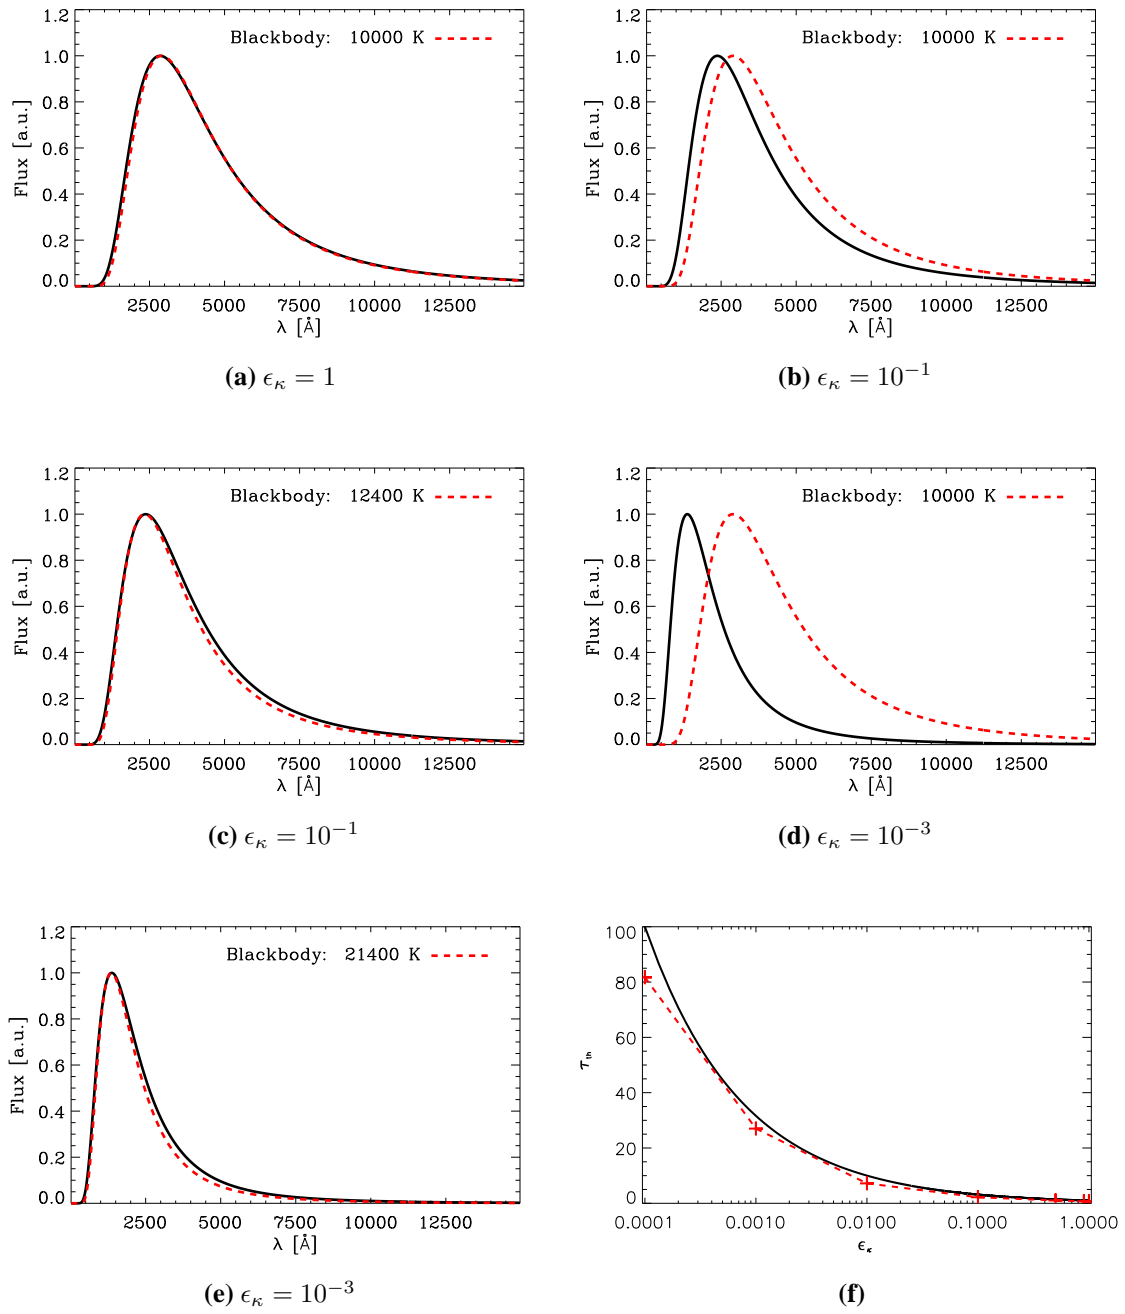 Blackbody: 10000 K
Flux [a.u.]
1.2
1.0
0.8
0.6
0.4
0.2
0.0
2500 5000 7500 10000 12500
λ [Å]
(a) ϵκ = 1
Blackbody: 10000 K
Flux [a.u.]
1.2
1.0
0.8
0.6
0.4
0.2
0.0
2500 5000 7500 10000 12500
λ [Å]
(b) ϵκ = 10⁻¹
Blackbody: 12400 K
Flux [a.u.]
1.2
1.0
0.8
0.6
0.4
0.2
0.0
2500 5000 7500 10000 12500
λ [Å]
(c) ϵκ = 10⁻¹
Blackbody: 10000 K
Flux [a.u.]
1.2
1.0
0.8
0.6
0.4
0.2
0.0
2500 5000 7500 10000 12500
λ [Å]
(d) ϵκ = 10⁻³
Blackbody: 21400 K
Flux [a.u.]
1.2
1.0
0.8
0.6
0.4
0.2
0.0
2500 5000 7500 10000 12500
λ [Å]
(e) ϵκ = 10⁻³
τth
100
80
60
40
20
0
0.0001 0.0010 0.0100 0.1000 1.0000
ϵκ
(f)